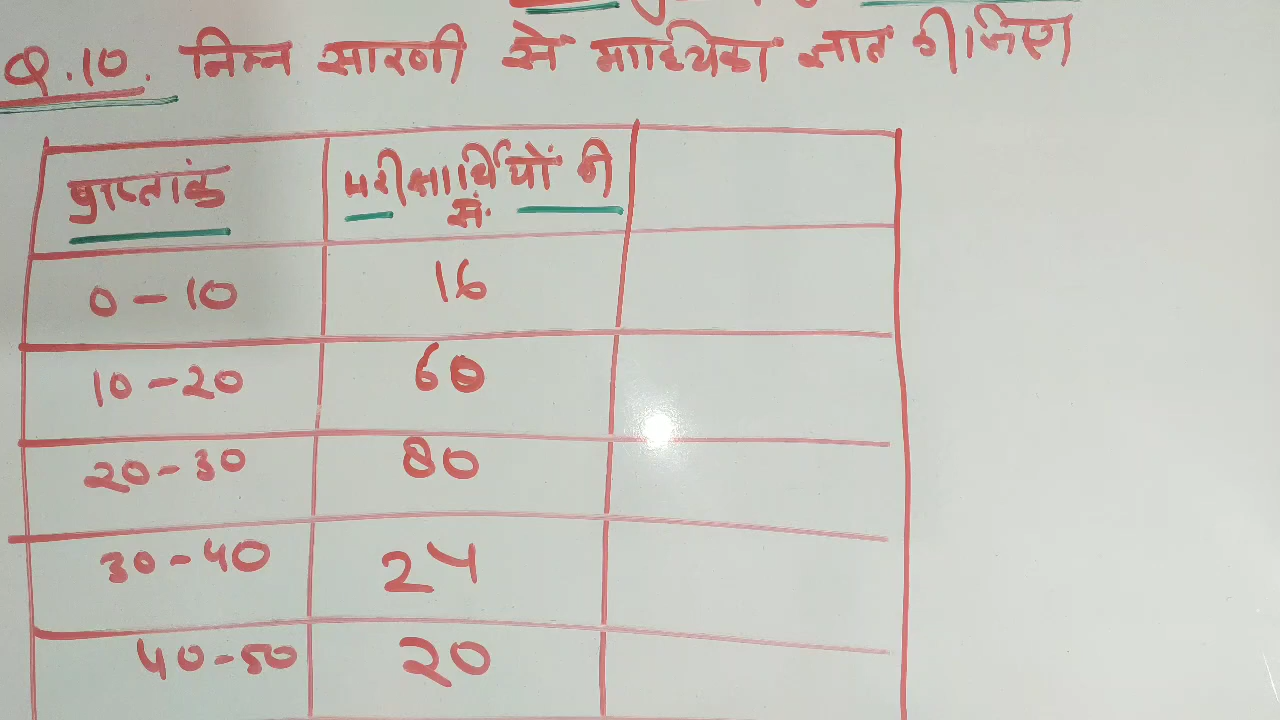 Q.10. निम्न सारणी से माध्यिका ज्ञात कीजिए
प्राप्तांक परीक्षार्थियों की सं.
0-10 16
10-20 60
20-30 80
30-40 24
40-50 20